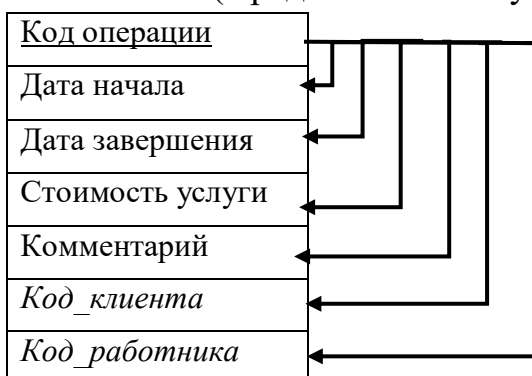 Код операции
Дата начала
Дата завершения
Стоимость услуги
Комментарий
Код_клиента
Код_работника